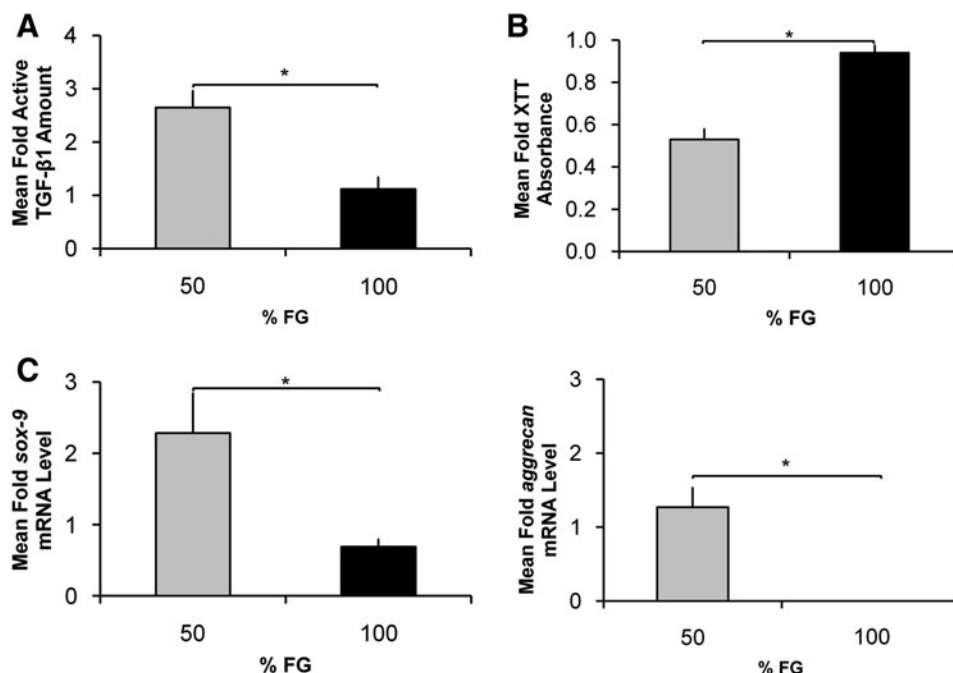 A
Mean Fold Active
TGF-β1 Amount
4
3
2
1
0
*
50
100
% FG
B
Mean Fold XTT
Absorbance
1.0
0.8
0.6
0.4
0.2
0.0
*
50
100
% FG
C
Mean Fold sox-9
mRNA Level
3
2
1
0
*
50
100
% FG
Mean Fold aggrecan
mRNA Level
3
2
1
0
*
50
100
% FG